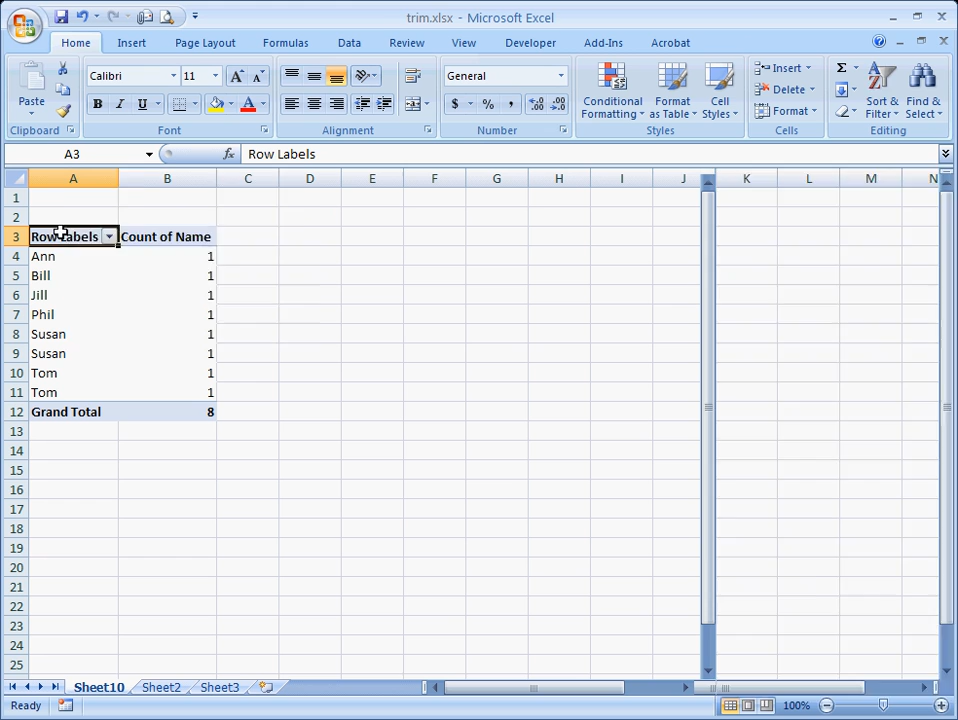 trim.xlsx - Microsoft Excel
Home Insert Page Layout Formulas Data Review View Developer Add-Ins Acrobat
Paste
Clipboard
Calibri 11
B I U
Font
Alignment
General
$ % ,
Number
Conditional Formatting
Format as Table
Cell Styles
Styles
Insert
Delete
Format
Cells
Sort & Filter
Find & Select
Editing
A3 fx Row Labels
A B C D E F G H I J K L M N
1
2
3 Row Labels Count of Name
4 Ann 1
5 Bill 1
6 Jill 1
7 Phil 1
8 Susan 1
9 Susan 1
10 Tom 1
11 Tom 1
12 Grand Total 8
13
14
15
16
17
18
19
20
21
22
23
24
25
Sheet10 Sheet2 Sheet3
Ready 100%